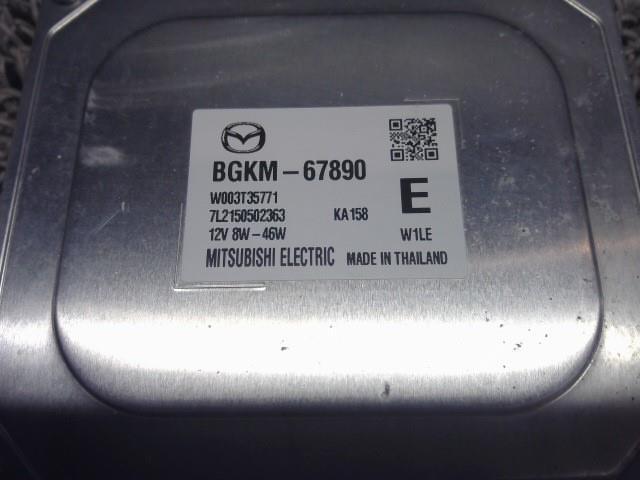 BGKM-67890
W003T35771
7L2150502363 KA158
E
12V 8W-46W W1LE
MITSUBISHI ELECTRIC MADE IN THAILAND